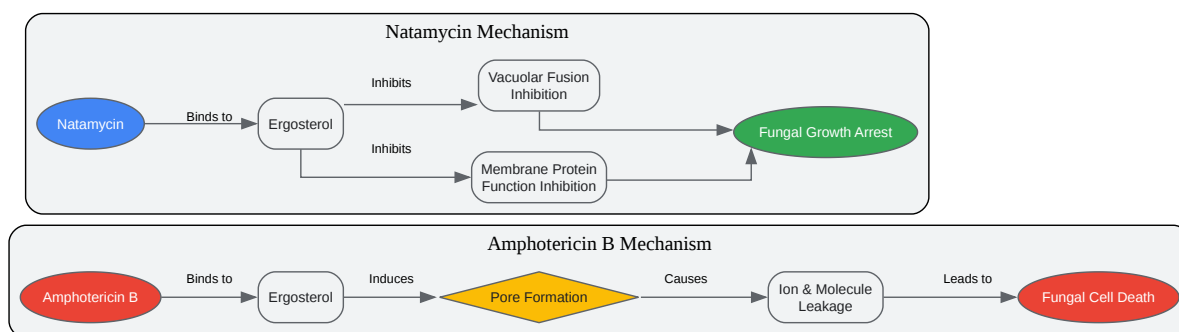 Natamycin Mechanism
Natamycin
Binds to
Ergosterol
Inhibits
Vacuolar Fusion
Inhibition
Inhibits
Membrane Protein
Function Inhibition
Fungal Growth Arrest
Amphotericin B Mechanism
Amphotericin B
Binds to
Ergosterol
Induces
Pore Formation
Causes
Ion & Molecule
Leakage
Leads to
Fungal Cell Death